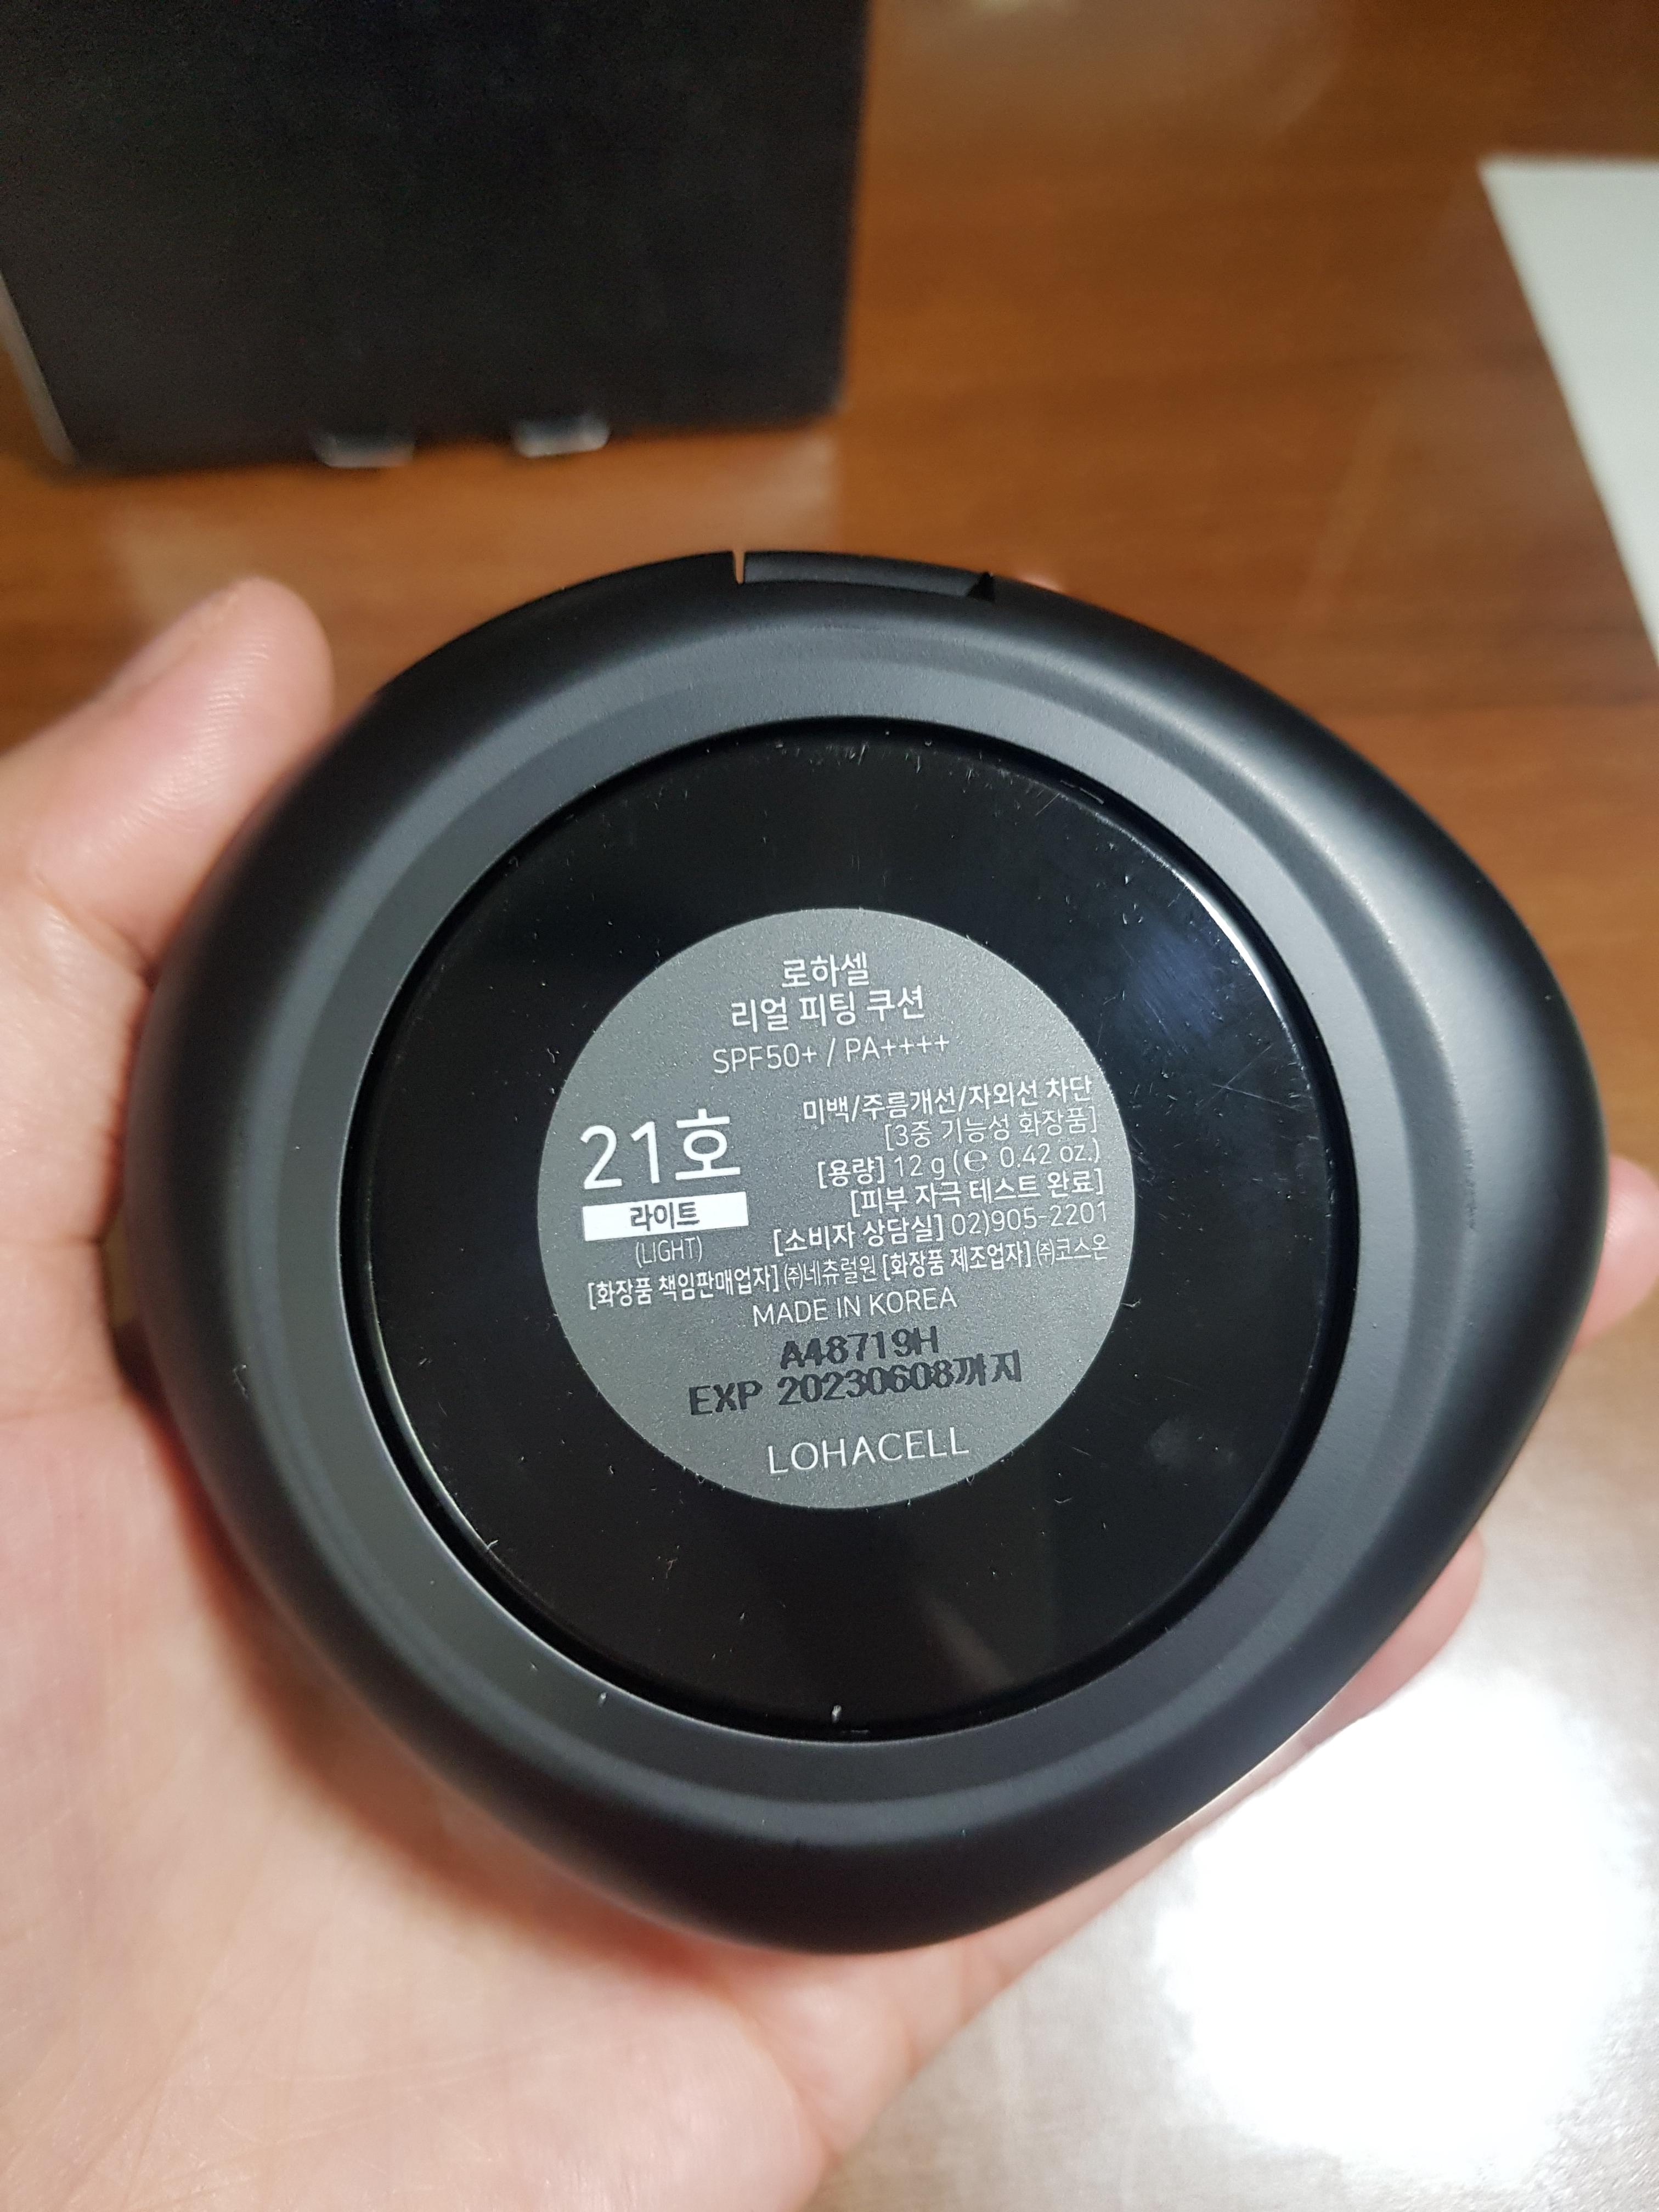 로하셀
리얼 피팅 쿠션
SPF50+ / PA++++
21호
라이트
(LIGHT)
미백/주름개선/자외선 차단
[3중 기능성 화장품]
[용량] 12 g (℮ 0.42 oz.)
[피부 자극 테스트 완료]
[소비자 상담실] 02)905-2201
[화장품 책임판매업자] ㈜네츄럴원 [화장품 제조업자] ㈜코스온
MADE IN KOREA
A48719H
EXP 20230608까지
LOHACELL